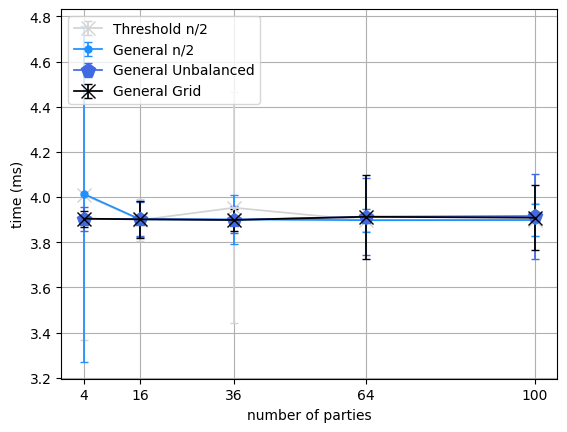 Threshold n/2
General n/2
General Unbalanced
General Grid
4.8
4.6
4.4
4.2
4.0
3.8
3.6
3.4
3.2
time (ms)
4 16 36 64 100
number of parties